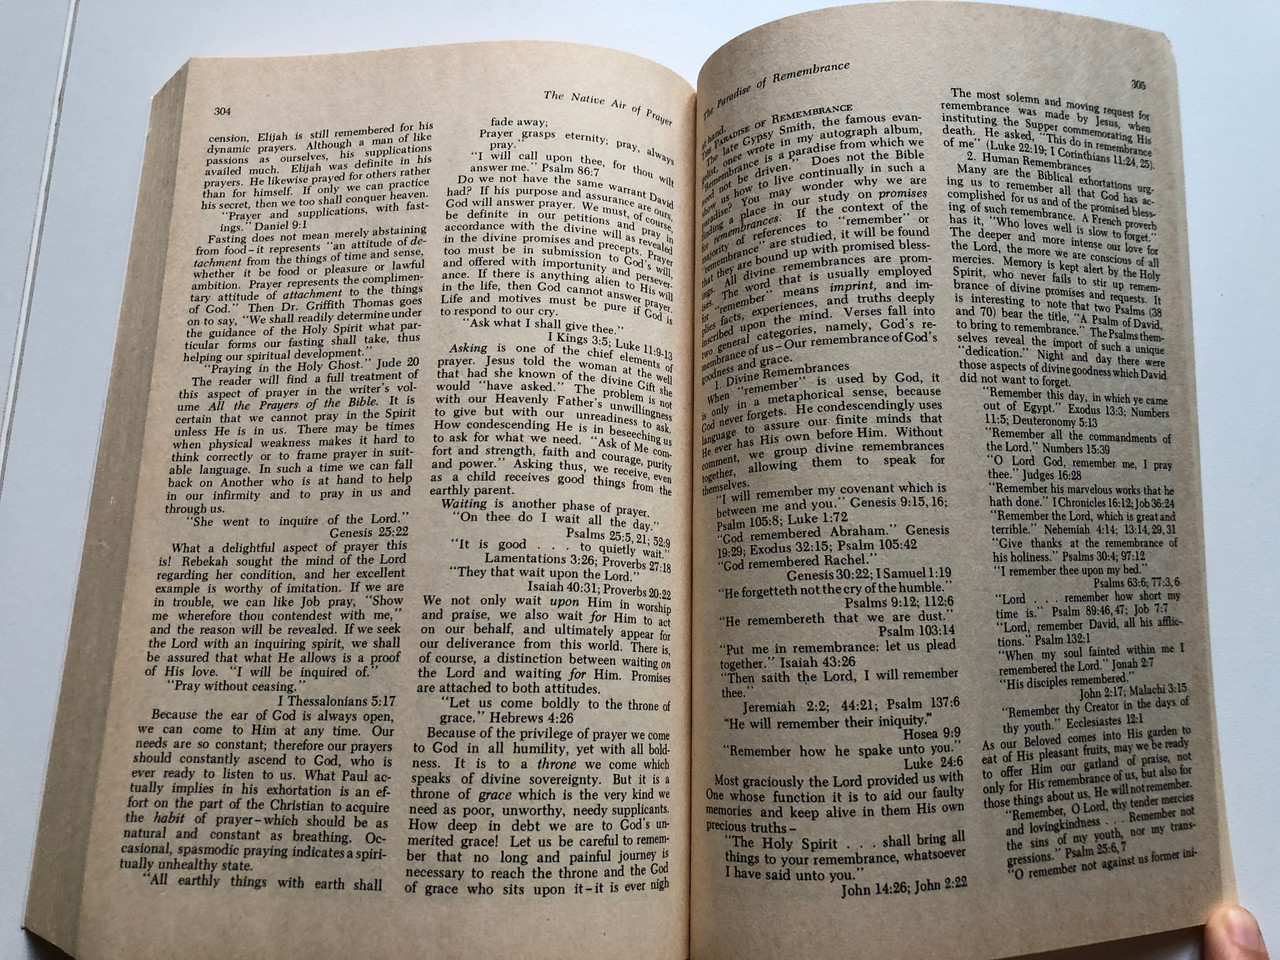 304
The Native Air of Prayer
cension, Elijah is still remembered for his
dynamic prayers. Although a man of like
passions as ourselves, his supplications
availed much. Elijah was definite in his
prayers. He likewise prayed for others rather
than for himself. If only we can practice
his secret, then we too shall conquer heaven.
"Prayer and supplications, with fast-
ings." Daniel 9:1
Fasting does not mean merely abstaining
from food–it represents "an attitude of de-
tachment from the things of time and sense,
whether it be food or pleasure or lawful
ambition. Prayer represents the complimen-
tary attitude of attachment to the things
of God." Then Dr. Griffith Thomas goes
on to say, "We shall readily determine under
the guidance of the Holy Spirit what par-
ticular forms our fasting shall take, thus
helping our spiritual development."
"Praying in the Holy Ghost." Jude 20
The reader will find a full treatment of
this aspect of prayer in the writer's vol-
ume All the Prayers of the Bible. It is
certain that we cannot pray in the Spirit
unless He is in us. There may be times
when physical weakness makes it hard to
think correctly or to frame prayer in suit-
able language. In such a time we can fall
back on Another who is at hand to help
in our infirmity and to pray in us and
through us.
"She went to inquire of the Lord."
Genesis 25:22
What a delightful aspect of prayer this
is! Rebekah sought the mind of the Lord
regarding her condition, and her excellent
example is worthy of imitation. If we are
in trouble, we can like Job pray, "Show
me wherefore thou contendest with me,"
and the reason will be revealed. If we seek
the Lord with an inquiring spirit, we shall
be assured that what He allows is a proof
of His love. "I will be inquired of."
"Pray without ceasing."
I Thessalonians 5:17
Because the ear of God is always open,
we can come to Him at any time. Our
needs are so constant; therefore our prayers
should constantly ascend to God, who is
ever ready to listen to us. What Paul ac-
tually implies in his exhortation is an ef-
fort on the part of the Christian to acquire
the habit of prayer–which should be as
natural and constant as breathing. Oc-
casional, spasmodic praying indicates a spiri-
tually unhealthy state.
"All earthly things with earth shall
fade away;
Prayer grasps eternity; pray, always
pray."
"I will call upon thee, for thou wilt
answer me." Psalm 86:7
Do we not have the same warrant David
had? If his purpose and assurance are ours,
God will answer prayer. We must, of course,
be definite in our petitions and pray in
accordance with the divine will as revealed
in the divine promises and precepts. Prayer
too must be in submission to God's will,
and offered with importunity and persever-
ance. If there is anything alien to His will
in the life, then God cannot answer prayer.
Life and motives must be pure if God is
to respond to our cry.
"Ask what I shall give thee."
I Kings 3:5; Luke 11:9-13
Asking is one of the chief elements of
prayer. Jesus told the woman at the well
that had she known of the divine Gift she
would "have asked." The problem is not
with our Heavenly Father's unwillingness
to give but with our unreadiness to ask.
How condescending He is in beseeching us
to ask for what we need. "Ask of Me com-
fort and strength, faith and courage, purity
and power." Asking thus, we receive, even
as a child receives good things from the
earthly parent.
Waiting is another phase of prayer.
"On thee do I wait all the day."
Psalms 25:5, 21; 52:9
"It is good . . . to quietly wait."
Lamentations 3:26; Proverbs 27:18
"They that wait upon the Lord."
Isaiah 40:31; Proverbs 20:22
We not only wait upon Him in worship
and praise, we also wait for Him to act
on our behalf, and ultimately appear for
our deliverance from this world. There is,
of course, a distinction between waiting on
the Lord and waiting for Him. Promises
are attached to both attitudes.
"Let us come boldly to the throne of
grace." Hebrews 4:26
Because of the privilege of prayer we come
to God in all humility, yet with all bold-
ness. It is to a throne we come which
speaks of divine sovereignty. But it is a
throne of grace which is the very kind we
need as poor, unworthy, needy supplicants.
How deep in debt we are to God's un-
merited grace! Let us be careful to remem-
ber that no long and painful journey is
necessary to reach the throne and the God
of grace who sits upon it–it is ever nigh
The Paradise of Remembrance
305
hand.
PARADISE OF REMEMBRANCE
The late Gypsy Smith, the famous evan-
once wrote in my autograph album,
"Remembrance is a paradise from which we
need not be driven." Does not the Bible
show us how to live continually in such a
paradise? You may wonder why we are
finding a place in our study on promises
for remembrances. If the context of the
majority of references to "remember" or
"remembrance" are studied, it will be found
that they are bound up with promised bless-
ings. All divine remembrances are prom-
ises. The word that is usually employed
for "remember" means imprint, and im-
plies facts, experiences, and truths deeply
inscribed upon the mind. Verses fall into
two general categories, namely, God's re-
membrance of us–Our remembrance of God's
goodness and grace.
1. Divine Remembrances
When "remember" is used by God, it
is only in a metaphorical sense, because
God never forgets. He condescendingly uses
language to assure our finite minds that
He ever has His own before Him. Without
comment, we group divine remembrances
together, allowing them to speak for
themselves.
"I will remember my covenant which is
between me and you." Genesis 9:15, 16;
Psalm 105:8; Luke 1:72
"God remembered Abraham." Genesis
19:29; Exodus 32:15; Psalm 105:42
"God remembered Rachel."
Genesis 30:22; I Samuel 1:19
"He forgetteth not the cry of the humble."
Psalms 9:12; 112:6
"He remembereth that we are dust."
Psalm 103:14
"Put me in remembrance: let us plead
together." Isaiah 43:26
"Then saith the Lord, I will remember
thee."
Jeremiah 2:2; 44:21; Psalm 137:6
"He will remember their iniquity."
Hosea 9:9
"Remember how he spake unto you."
Luke 24:6
Most graciously the Lord provided us with
One whose function it is to aid our faulty
memories and keep alive in them His own
precious truths–
"The Holy Spirit . . . shall bring all
things to your remembrance, whatsoever
I have said unto you."
John 14:26; John 2:22
The most solemn and moving request for
remembrance was made by Jesus, when
instituting the Supper commemorating His
death. He asked, "This do in remembrance
of me" (Luke 22:19; I Corinthians 11:24, 25).
2. Human Remembrances
Many are the Biblical exhortations urg-
ing us to remember all that God has ac-
complished for us and of the promised bless-
ing of such remembrance. A French proverb
has it, "Who loves well is slow to forget."
The deeper and more intense our love for
the Lord, the more we are conscious of all
mercies. Memory is kept alert by the Holy
Spirit, who never fails to stir up remem-
brance of divine promises and requests. It
is interesting to note that two Psalms (38
and 70) bear the title, "A Psalm of David,
to bring to remembrance." The Psalms them-
selves reveal the import of such a unique
"dedication." Night and day there were
those aspects of divine goodness which David
did not want to forget.
"Remember this day, in which ye came
out of Egypt." Exodus 13:3; Numbers
11:5; Deuteronomy 5:13
"Remember all the commandments of
the Lord." Numbers 15:39
"O Lord God, remember me, I pray
thee." Judges 16:28
"Remember his marvelous works that he
hath done." I Chronicles 16:12; Job 36:24
"Remember the Lord, which is great and
terrible." Nehemiah 4:14; 13:14, 29, 31
"Give thanks at the remembrance of
his holiness." Psalms 30:4; 97:12
"I remember thee upon my bed."
Psalms 63:6; 77:3, 6
"Lord . . . remember how short my
time is." Psalm 89:46, 47; Job 7:7
"Lord, remember David, all his afflic-
tions." Psalm 132:1
"When my soul fainted within me I
remembered the Lord." Jonah 2:7
"His disciples remembered."
John 2:17; Malachi 3:15
"Remember thy Creator in the days of
thy youth." Ecclesiastes 12:1
As our Beloved comes into His garden to
eat of His pleasant fruits, may we be ready
to offer Him our garland of praise, not
only for His remembrance of us, but also for
those things about us, He will not remember.
"Remember, O Lord, thy tender mercies
and lovingkindness . . . Remember not
the sins of my youth, nor my trans-
gressions." Psalm 25:6, 7
"O remember not against us former ini-